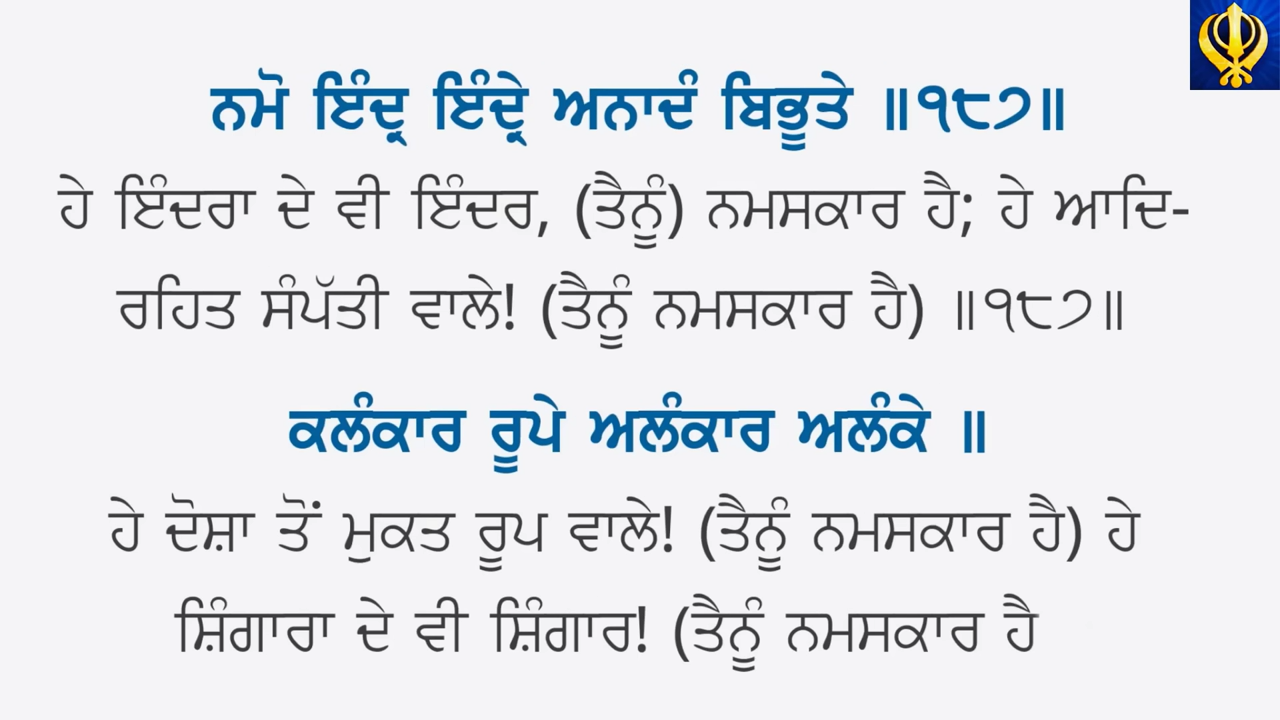 ਨਮੋ ਇੰਦ੍ਰ ਇੰਦ੍ਰੇ ਅਨਾਦੰ ਬਿਭੂਤੇ ॥੧੮੭॥
ਹੇ ਇੰਦਰਾ ਦੇ ਵੀ ਇੰਦਰ, (ਤੈਨੂੰ) ਨਮਸਕਾਰ ਹੈ; ਹੇ ਆਦਿ-
ਰਹਿਤ ਸੰਪੱਤੀ ਵਾਲੇ! (ਤੈਨੂੰ ਨਮਸਕਾਰ ਹੈ) ॥੧੮੭॥
ਕਲੰਕਾਰ ਰੂਪੇ ਅਲੰਕਾਰ ਅਲੰਕੇ ॥
ਹੇ ਦੋਸ਼ਾ ਤੋਂ ਮੁਕਤ ਰੂਪ ਵਾਲੇ! (ਤੈਨੂੰ ਨਮਸਕਾਰ ਹੈ) ਹੇ
ਸ਼ਿੰਗਾਰਾ ਦੇ ਵੀ ਸ਼ਿੰਗਾਰ! (ਤੈਨੂੰ ਨਮਸਕਾਰ ਹੈ